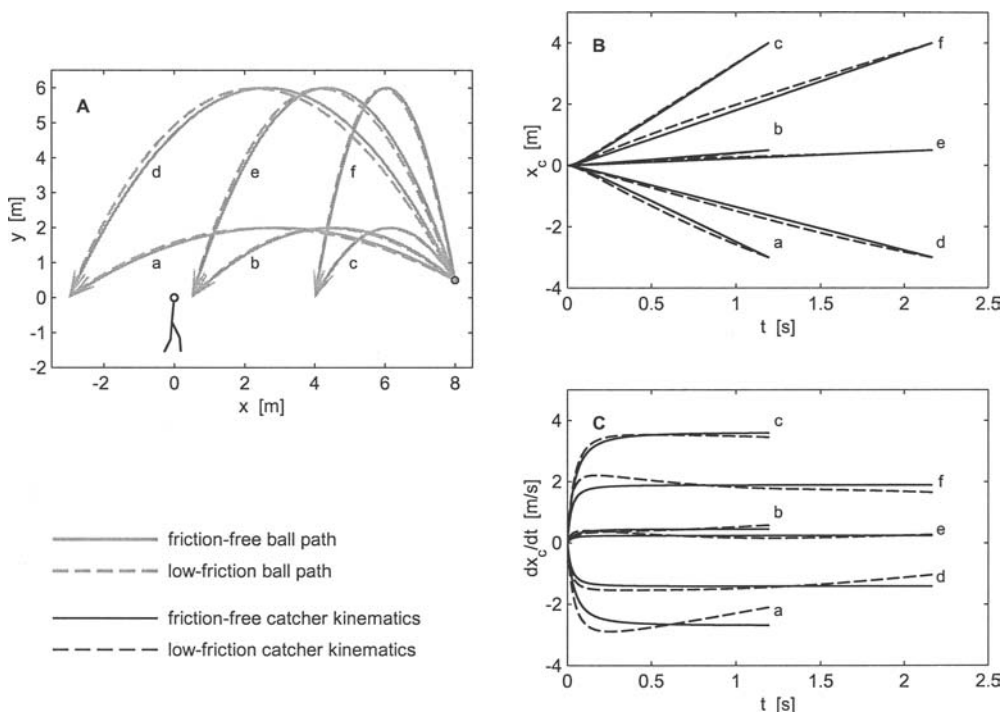 A
6
5
4
3
2
1
0
-1
-2
y [m]
d
e
f
a
b
c
-2 0 2 4 6 8
x [m]
B
4
2
0
-2
-4
x_c [m]
c
f
b
e
a
d
0 0.5 1 1.5 2 2.5
t [s]
friction-free ball path
low-friction ball path
friction-free catcher kinematics
low-friction catcher kinematics
C
4
2
0
-2
-4
dx_c/dt [m/s]
c
f
b
e
d
a
0 0.5 1 1.5 2 2.5
t [s]